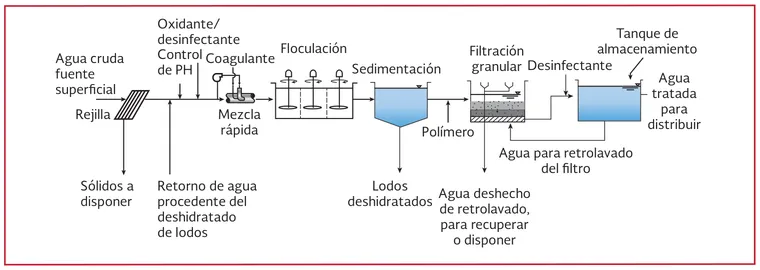 Agua cruda
fuente
superficial
Rejilla
Sólidos a
disponer
Oxidante/
desinfectante
Control
de PH
Retorno de agua
procedente del
deshidratado
de lodos
Coagulante
Mezcla
rápida
Floculación
Sedimentación
Lodos
deshidratados
Polímero
Filtración
granular
Agua deshecho
de retrolavado,
para recuperar
o disponer
Desinfectante
Agua para retrolavado
del filtro
Tanque de
almacenamiento
Agua
tratada
para
distribuir